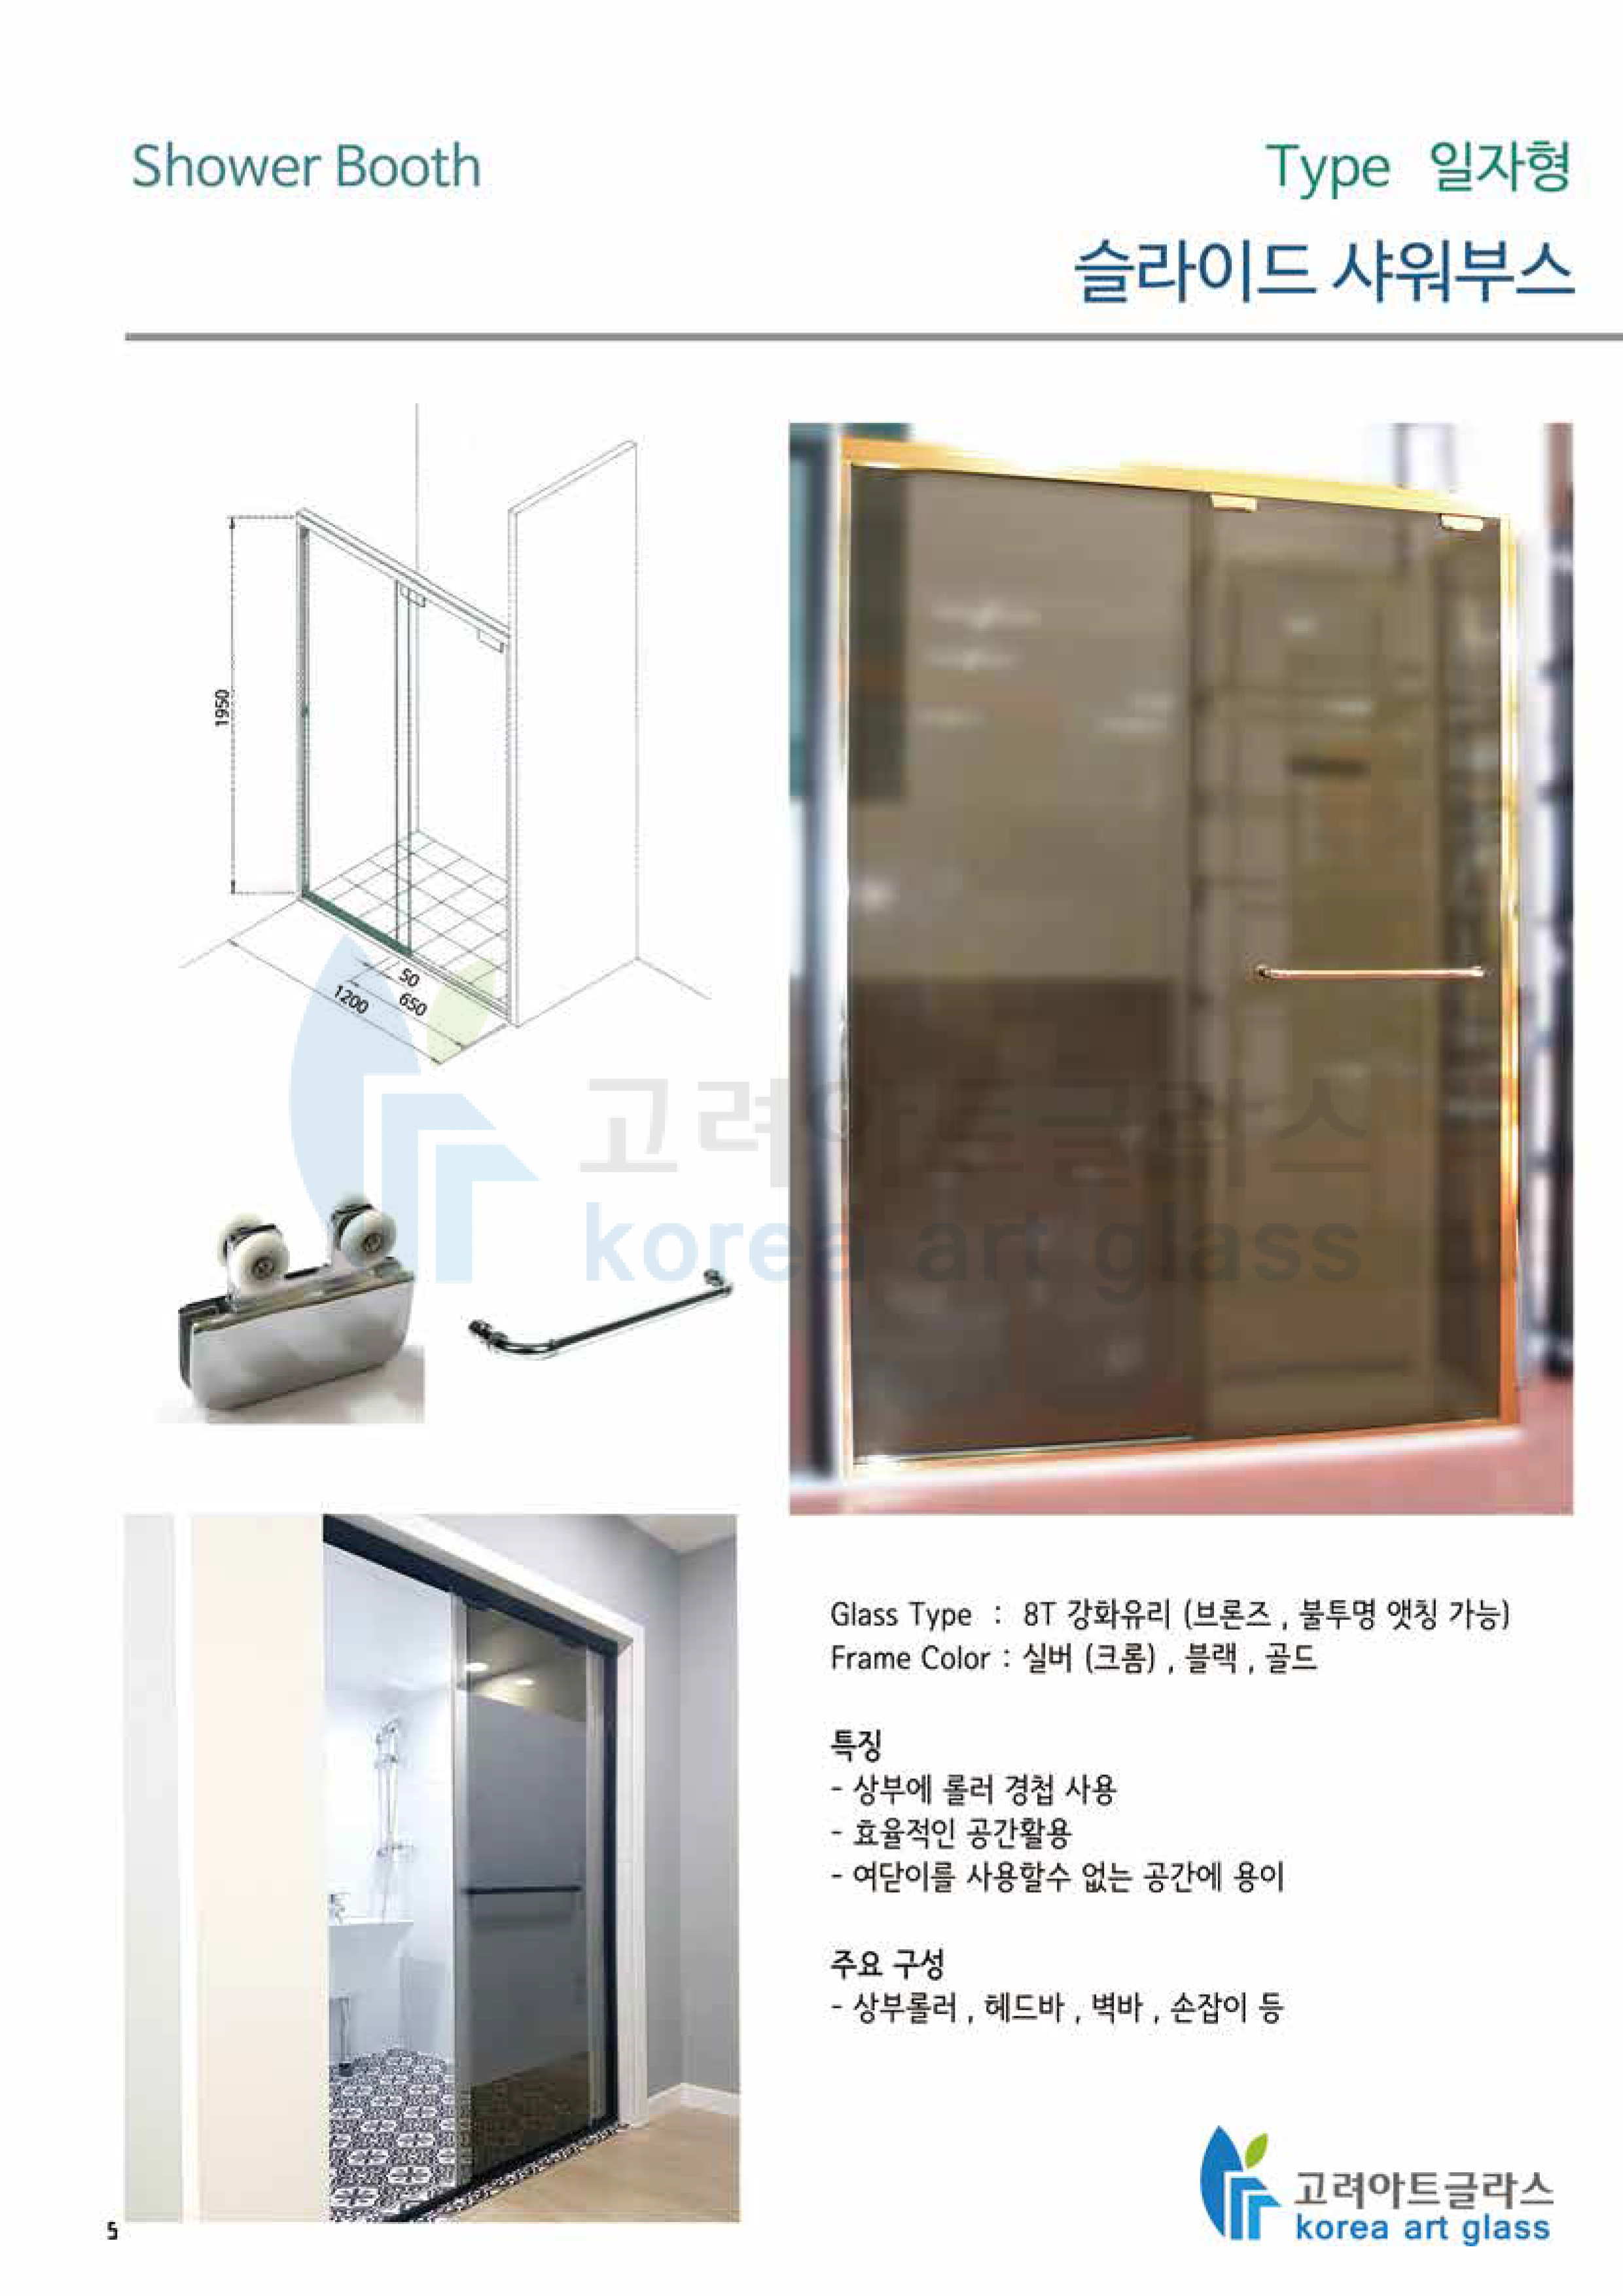 Shower Booth
Type 일자형
슬라이드 샤워부스
1950
50
650
1200
고려아트글라스
korea art glass
Glass Type : 8T 강화유리 (브론즈 , 불투명 앳칭 가능)
Frame Color : 실버 (크롬) , 블랙 , 골드
특징
- 상부에 롤러 경첩 사용
- 효율적인 공간활용
- 여닫이를 사용할수 없는 공간에 용이
주요 구성
- 상부롤러 , 헤드바 , 벽바 , 손잡이 등
고려아트글라스
korea art glass
5